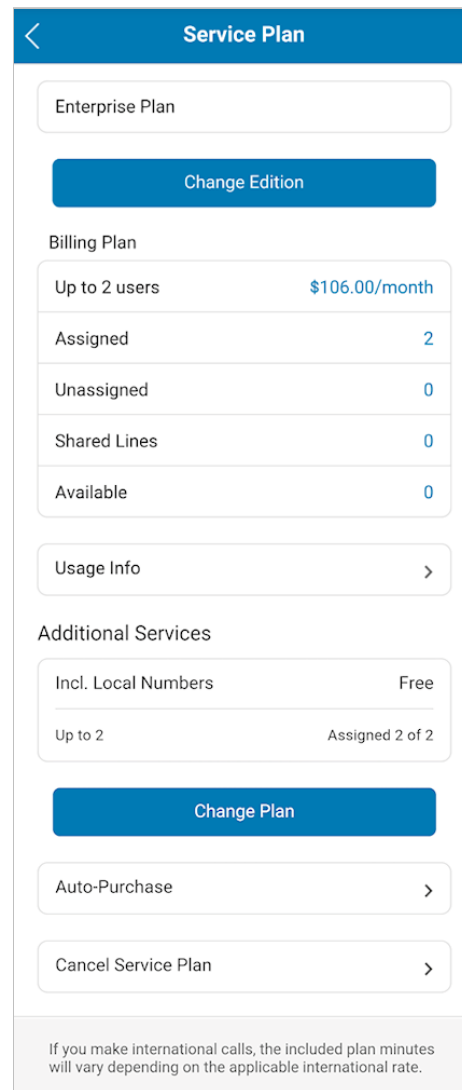 Service Plan
Enterprise Plan
Change Edition
Billing Plan
Up to 2 users $106.00/month
Assigned 2
Unassigned 0
Shared Lines 0
Available 0
Usage Info
Additional Services
Incl. Local Numbers Free
Up to 2 Assigned 2 of 2
Change Plan
Auto-Purchase
Cancel Service Plan
If you make international calls, the included plan minutes
will vary depending on the applicable international rate.